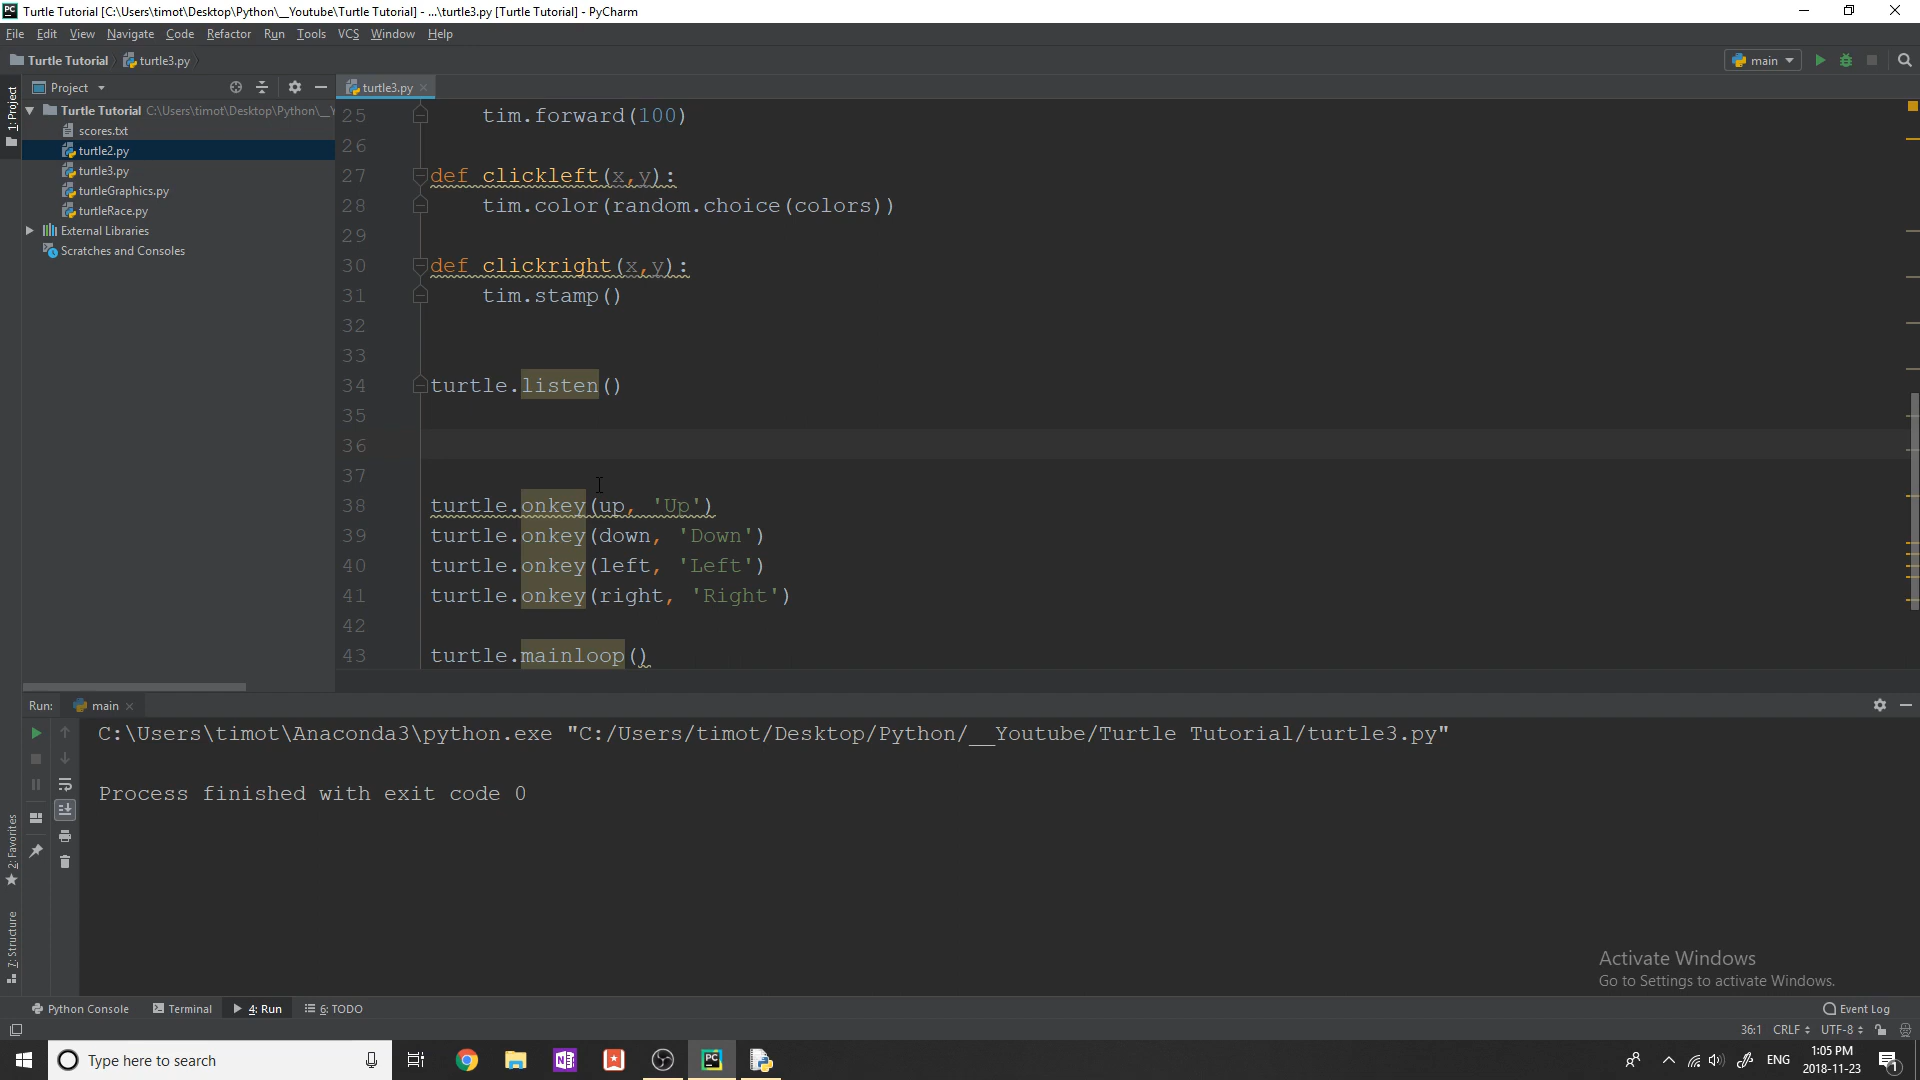 Turtle Tutorial [C:\Users\timot\Desktop\Python\__Youtube\Turtle Tutorial] - ...\turtle3.py [Turtle Tutorial] - PyCharm
File Edit View Navigate Code Refactor Run Tools VCS Window Help
Turtle Tutorial turtle3.py main
1: Project
Project turtle3.py
Turtle Tutorial C:\Users\timot\Desktop\Python\__Y
scores.txt
turtle2.py
turtle3.py
turtleGraphics.py
turtleRace.py
External Libraries
Scratches and Consoles
25 tim.forward(100)
26
27 def clickleft(x,y):
28 tim.color(random.choice(colors))
29
30 def clickright(x,y):
31 tim.stamp()
32
33
34 turtle.listen()
35
36
37
38 turtle.onkey(up, 'Up')
39 turtle.onkey(down, 'Down')
40 turtle.onkey(left, 'Left')
41 turtle.onkey(right, 'Right')
42
43 turtle.mainloop()
Run: main
C:\Users\timot\Anaconda3\python.exe "C:/Users/timot/Desktop/Python/__Youtube/Turtle Tutorial/turtle3.py"
Process finished with exit code 0
2: Favorites
7: Structure
Activate Windows
Go to Settings to activate Windows.
Python Console Terminal 4: Run 6: TODO Event Log
36:1 CRLF UTF-8
Type here to search
ENG
1:05 PM
2018-11-23
1